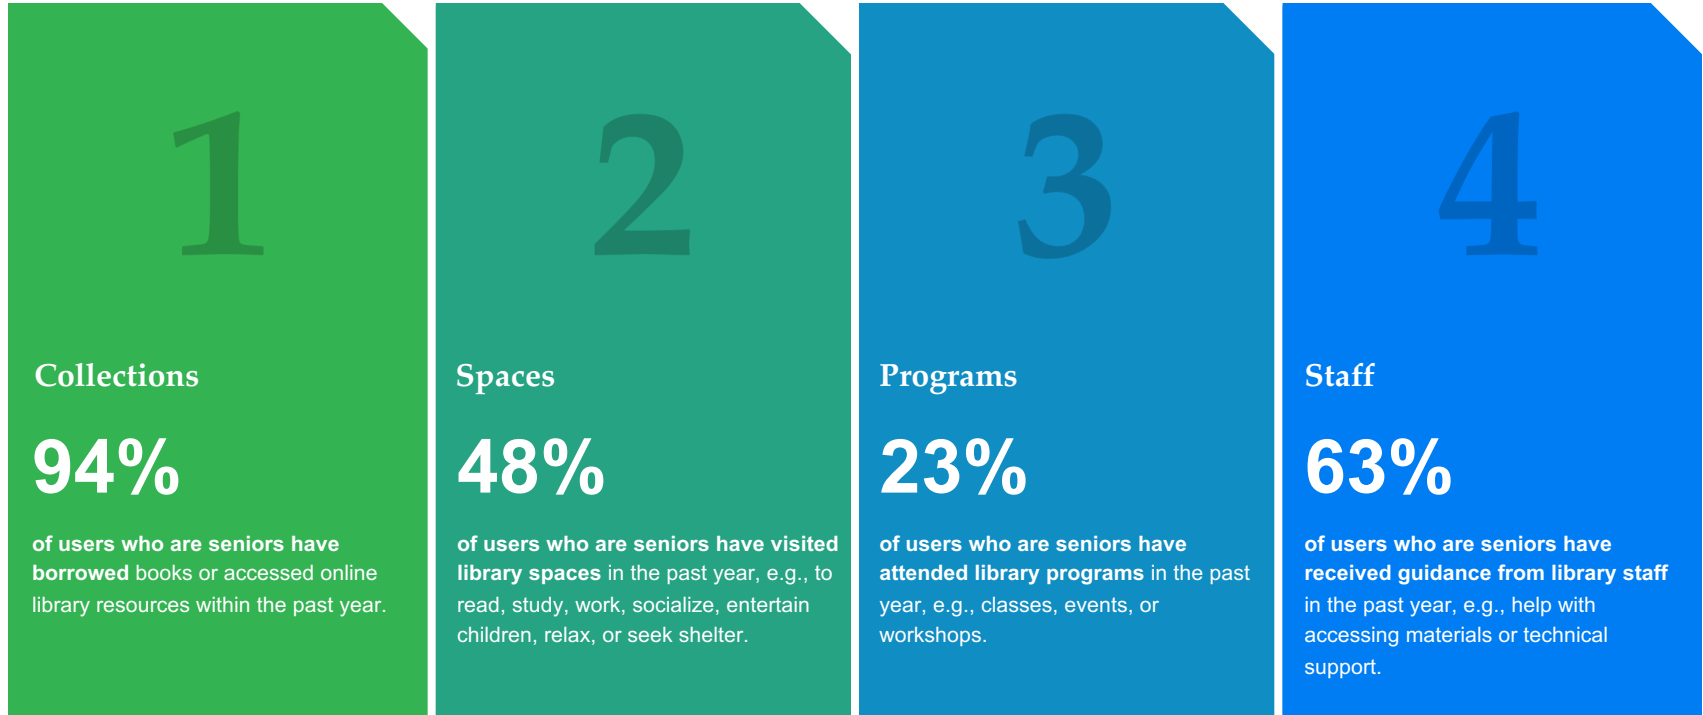 1
Collections
94%
of users who are seniors have
borrowed books or accessed online
library resources within the past year.
2
Spaces
48%
of users who are seniors have visited
library spaces in the past year, e.g., to
read, study, work, socialize, entertain
children, relax, or seek shelter.
3
Programs
23%
of users who are seniors have
attended library programs in the past
year, e.g., classes, events, or
workshops.
4
Staff
63%
of users who are seniors have
received guidance from library staff
in the past year, e.g., help with
accessing materials or technical
support.